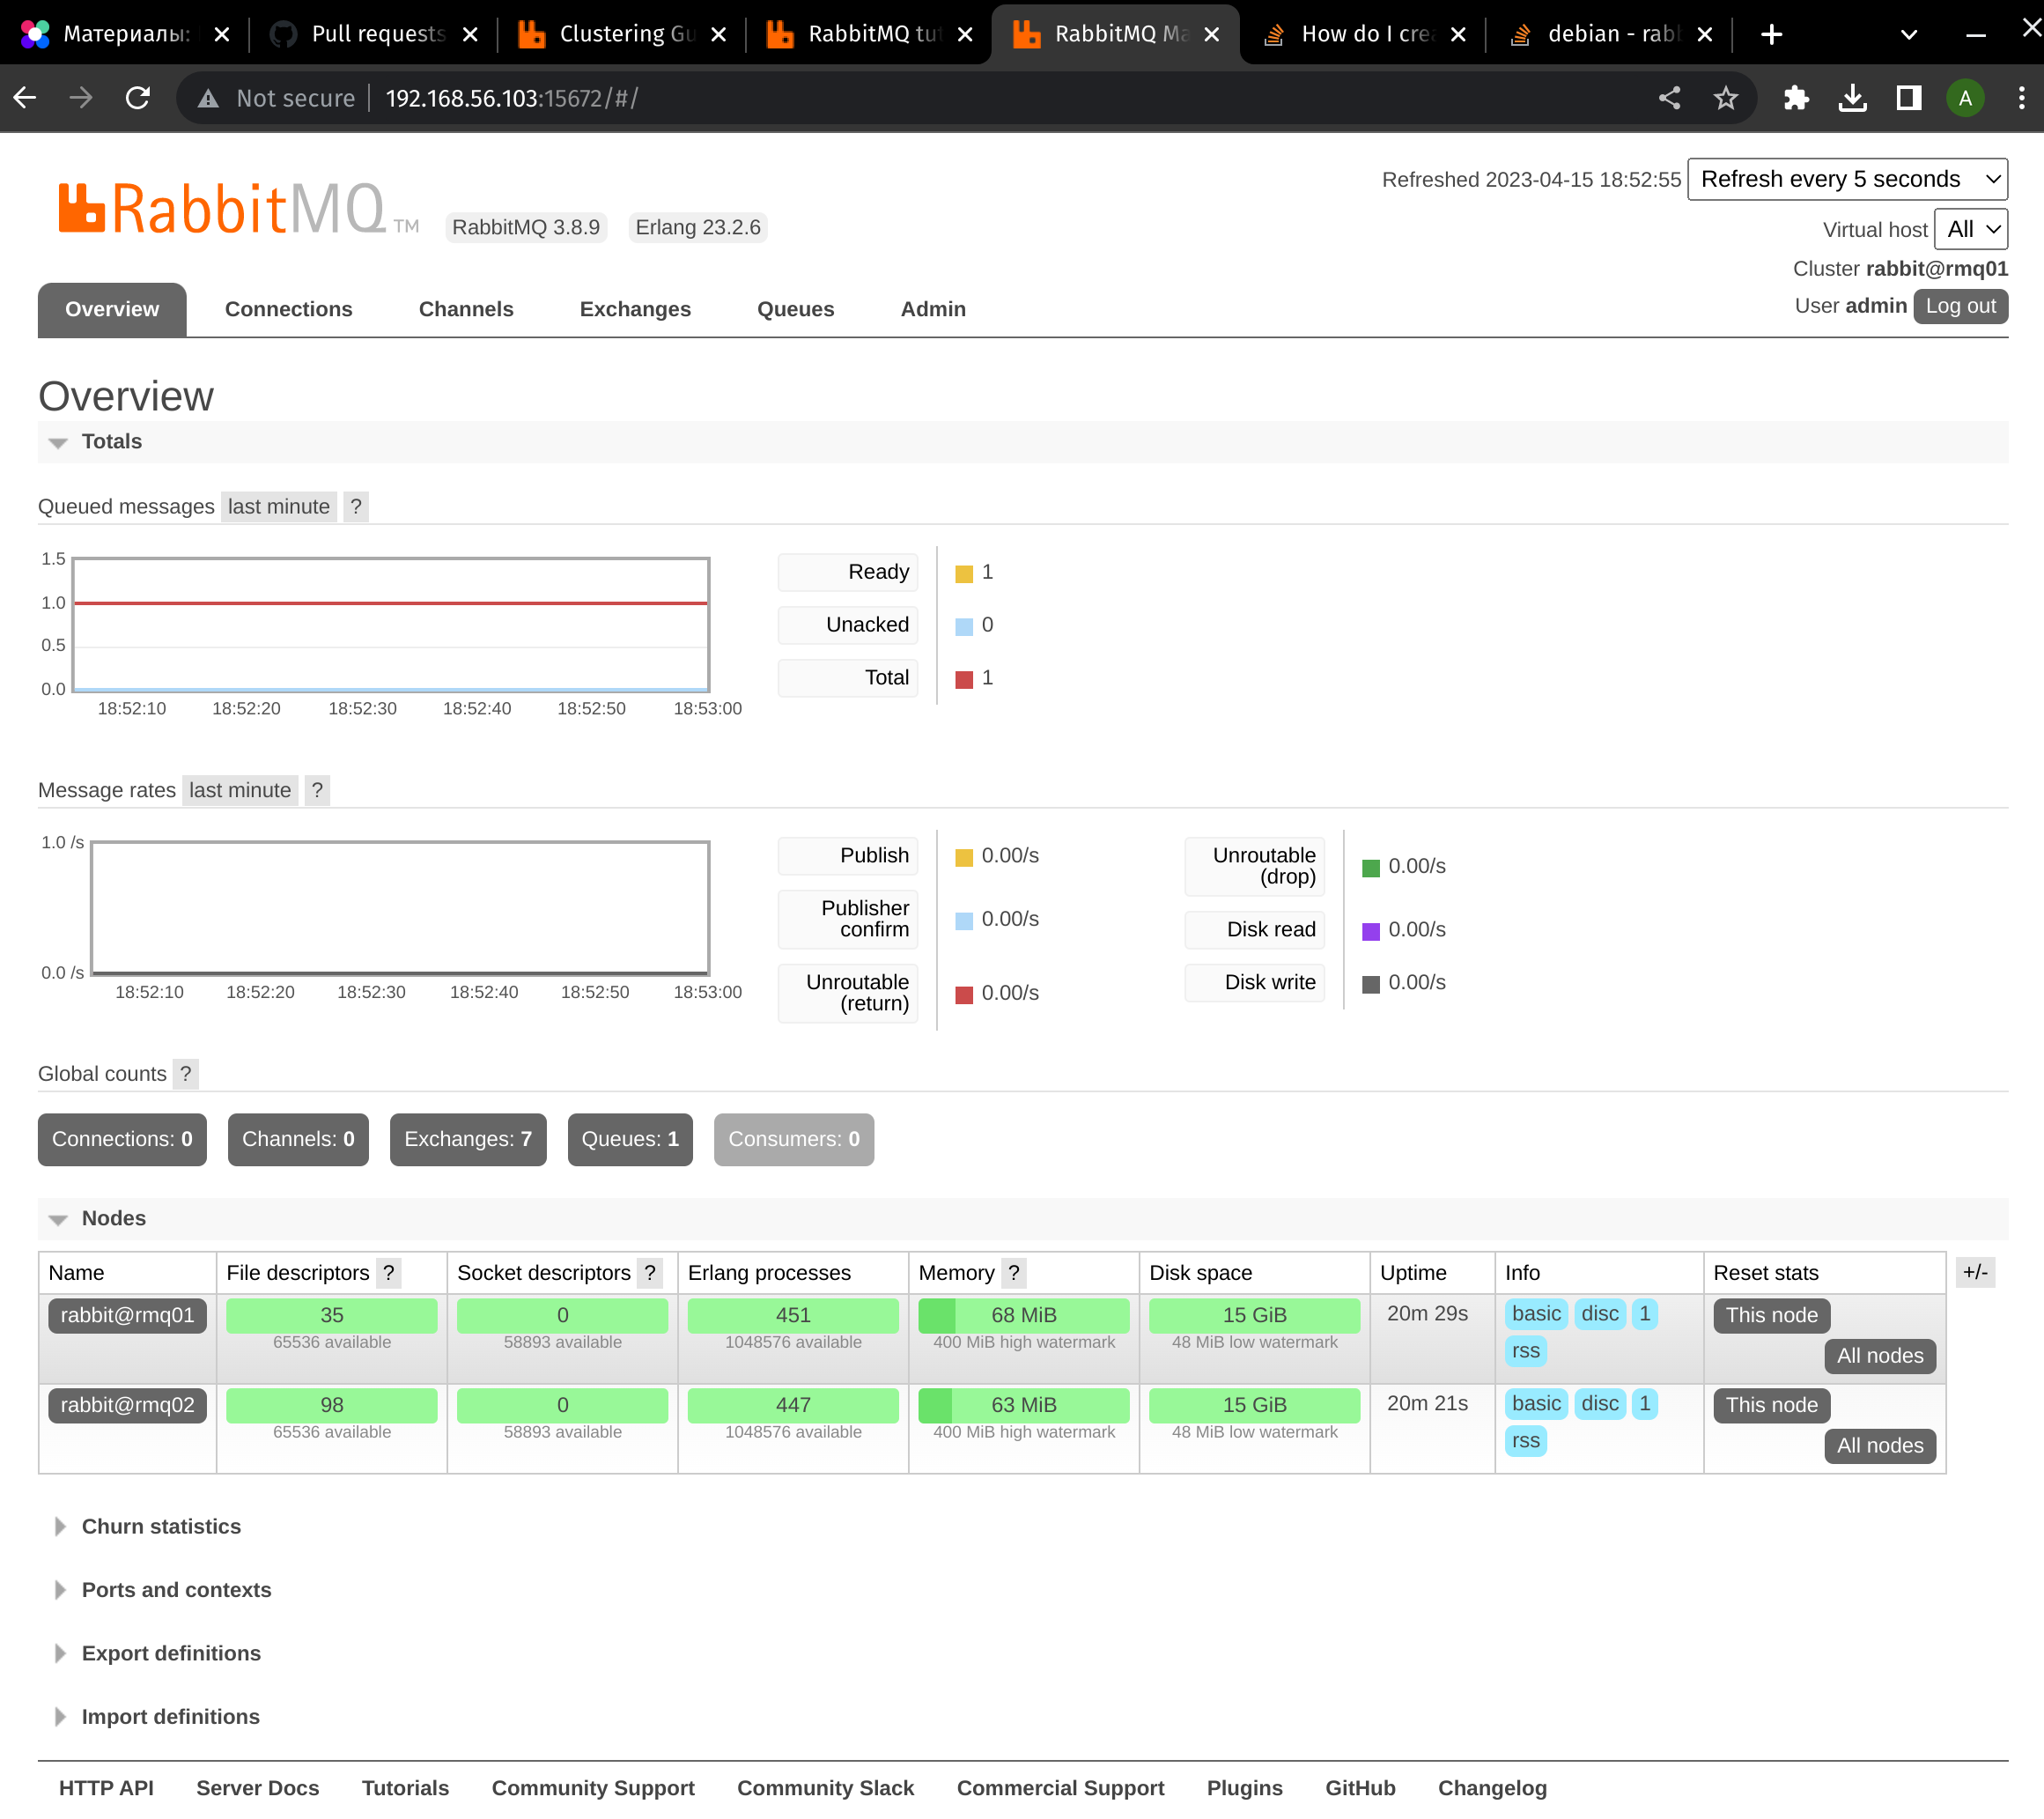 Материалы:
Pull requests
Clustering Gu
RabbitMQ tut
RabbitMQ Ma
How do I crea
debian - rabb
Not secure
192.168.56.103:15672/#/
A
RabbitMQ TM
RabbitMQ 3.8.9
Erlang 23.2.6
Refreshed 2023-04-15 18:52:55
Refresh every 5 seconds
Virtual host All
Cluster rabbit@rmq01
User admin Log out
Overview
Connections
Channels
Exchanges
Queues
Admin
Overview
Totals
Queued messages last minute ?
1.5
1.0
0.5
0.0
18:52:10 18:52:20 18:52:30 18:52:40 18:52:50 18:53:00
Ready 1
Unacked 0
Total 1
Message rates last minute ?
1.0 /s
0.0 /s
18:52:10 18:52:20 18:52:30 18:52:40 18:52:50 18:53:00
Publish 0.00/s
Publisher confirm 0.00/s
Unroutable (return) 0.00/s
Unroutable (drop) 0.00/s
Disk read 0.00/s
Disk write 0.00/s
Global counts ?
Connections: 0
Channels: 0
Exchanges: 7
Queues: 1
Consumers: 0
Nodes
Name File descriptors ? Socket descriptors ? Erlang processes Memory ? Disk space Uptime Info Reset stats +/-
rabbit@rmq01 35 0 451 68 MiB 15 GiB 20m 29s basic disc 1 This node
65536 available 58893 available 1048576 available 400 MiB high watermark 48 MiB low watermark rss All nodes
rabbit@rmq02 98 0 447 63 MiB 15 GiB 20m 21s basic disc 1 This node
65536 available 58893 available 1048576 available 400 MiB high watermark 48 MiB low watermark rss All nodes
Churn statistics
Ports and contexts
Export definitions
Import definitions
HTTP API Server Docs Tutorials Community Support Community Slack Commercial Support Plugins GitHub Changelog